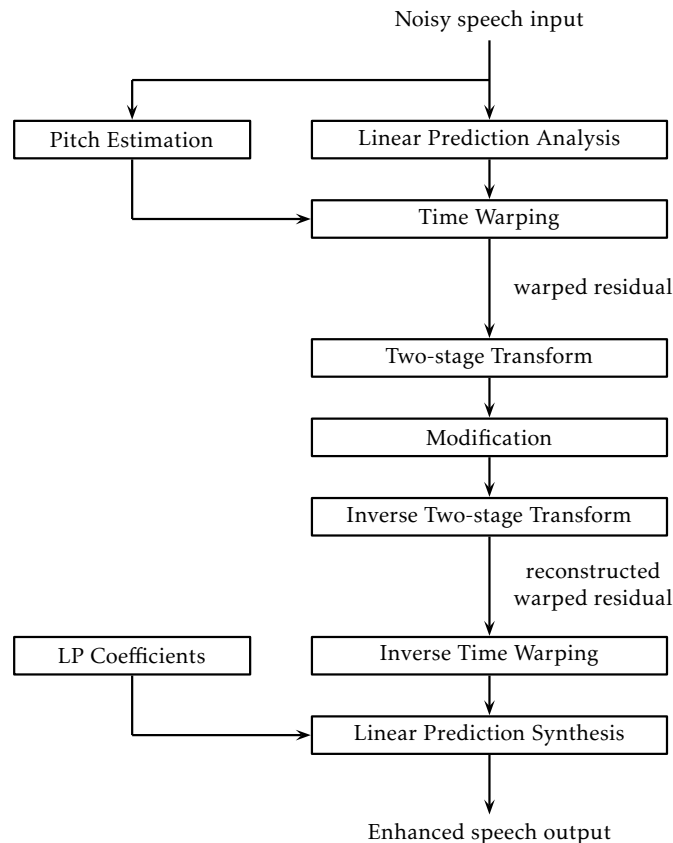 Noisy speech input
Pitch Estimation
Linear Prediction Analysis
Time Warping
warped residual
Two-stage Transform
Modification
Inverse Two-stage Transform
reconstructed
warped residual
LP Coefficients
Inverse Time Warping
Linear Prediction Synthesis
Enhanced speech output